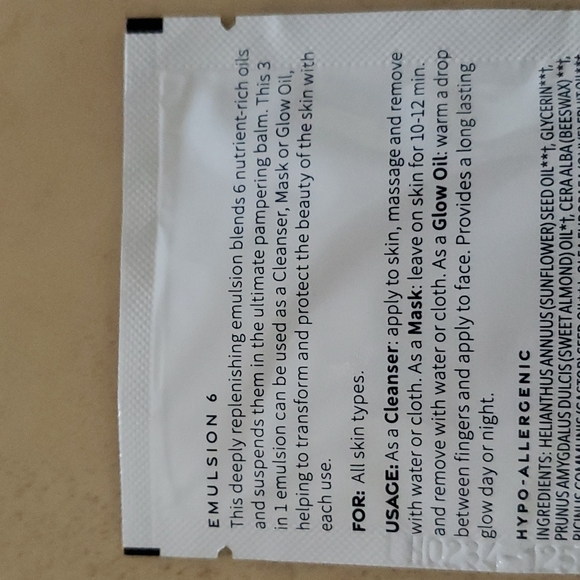 EMULSION 6
This deeply replenishing emulsion blends 6 nutrient-rich oils
and suspends them in the ultimate pampering balm. This 3
in 1 emulsion can be used as a Cleanser, Mask or Glow Oil,
helping to transform and protect the beauty of the skin with
each use.
FOR: All skin types.
USAGE: As a Cleanser: apply to skin, massage and remove
with water or cloth. As a Mask: leave on skin for 10-12 min.
and remove with water or cloth. As a Glow Oil: warm a drop
between fingers and apply to face. Provides a long lasting
glow day or night.
HYPO-ALLERGENIC
INGREDIENTS: HELIANTHUS ANNUUS (SUNFLOWER) SEED OIL**†, GLYCERIN**†,
PRUNUS AMYGDALUS DULCIS (SWEET ALMOND) OIL*†, CERA ALBA (BEESWAX) **†,